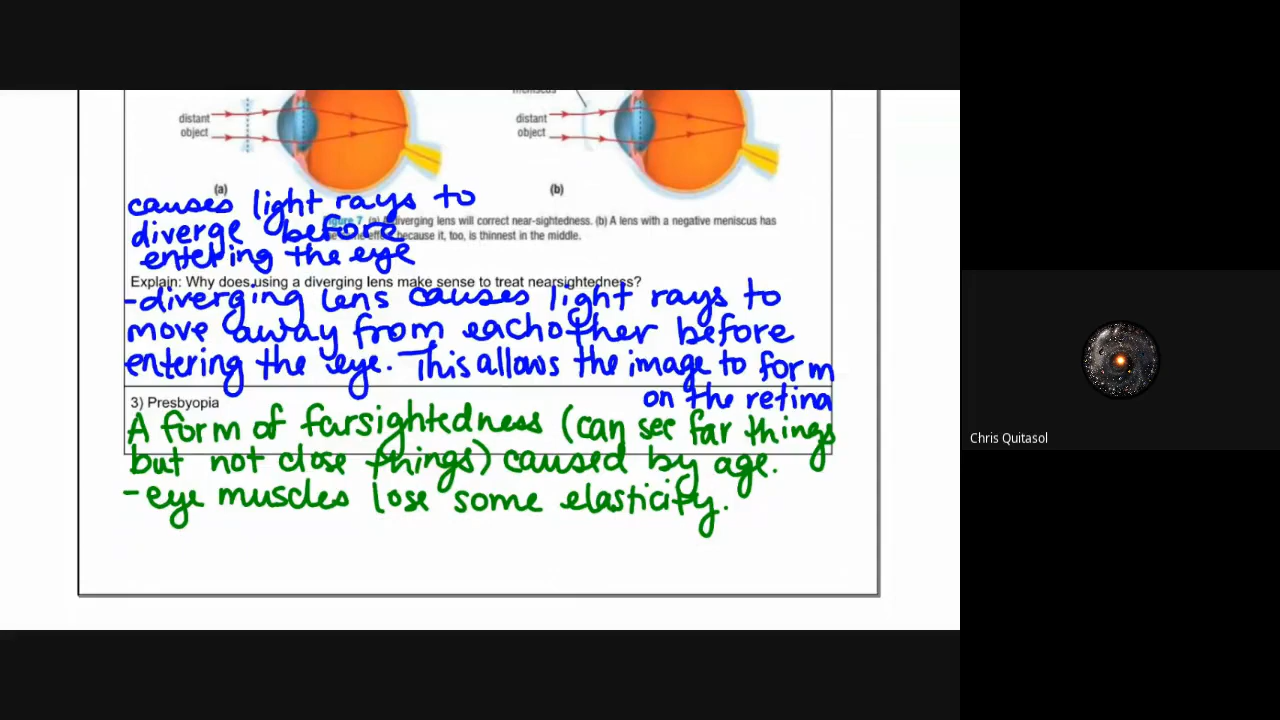 meniscus
distant
object
distant
object
(a)
(b)
causes light rays to
diverge before
entering the eye
Figure 7 (a) A diverging lens will correct near-sightedness. (b) A lens with a negative meniscus has
because it, too, is thinnest in the middle.
Explain: Why does using a diverging lens make sense to treat nearsightedness?
-diverging lens causes light rays to
move away from eachother before
entering the eye. This allows the image to form
on the retina
3) Presbyopia
A form of farsightedness (can see far things
but not close things) caused by age.
-eye muscles lose some elasticity.
Chris Quitasol